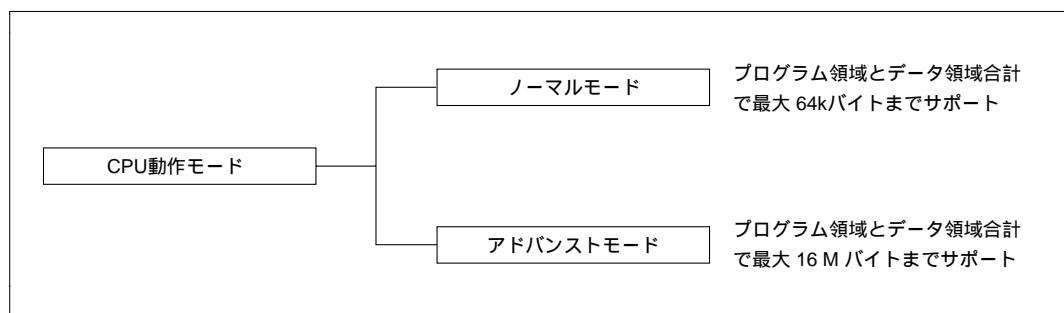 ノーマルモード
プログラム領域とデータ領域合計
で最大 64kバイトまでサポート
CPU動作モード
アドバンストモード
プログラム領域とデータ領域合計
で最大 16 M バイトまでサポート